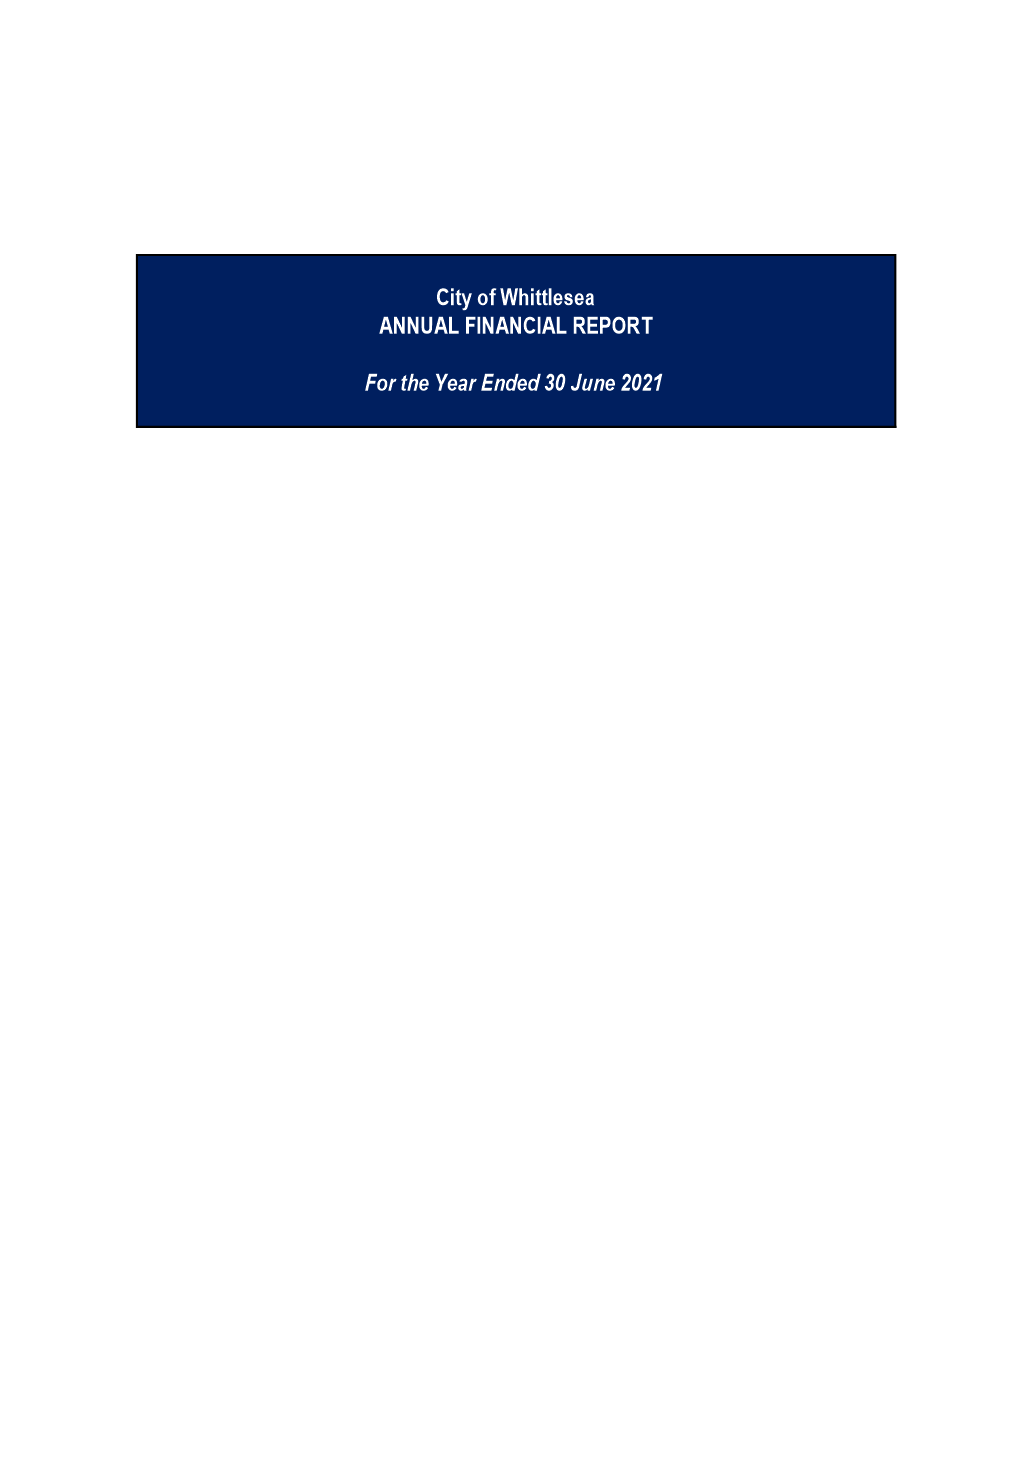 City of Whittlesea
ANNUAL FINANCIAL REPORT
For the Year Ended 30 June 2021